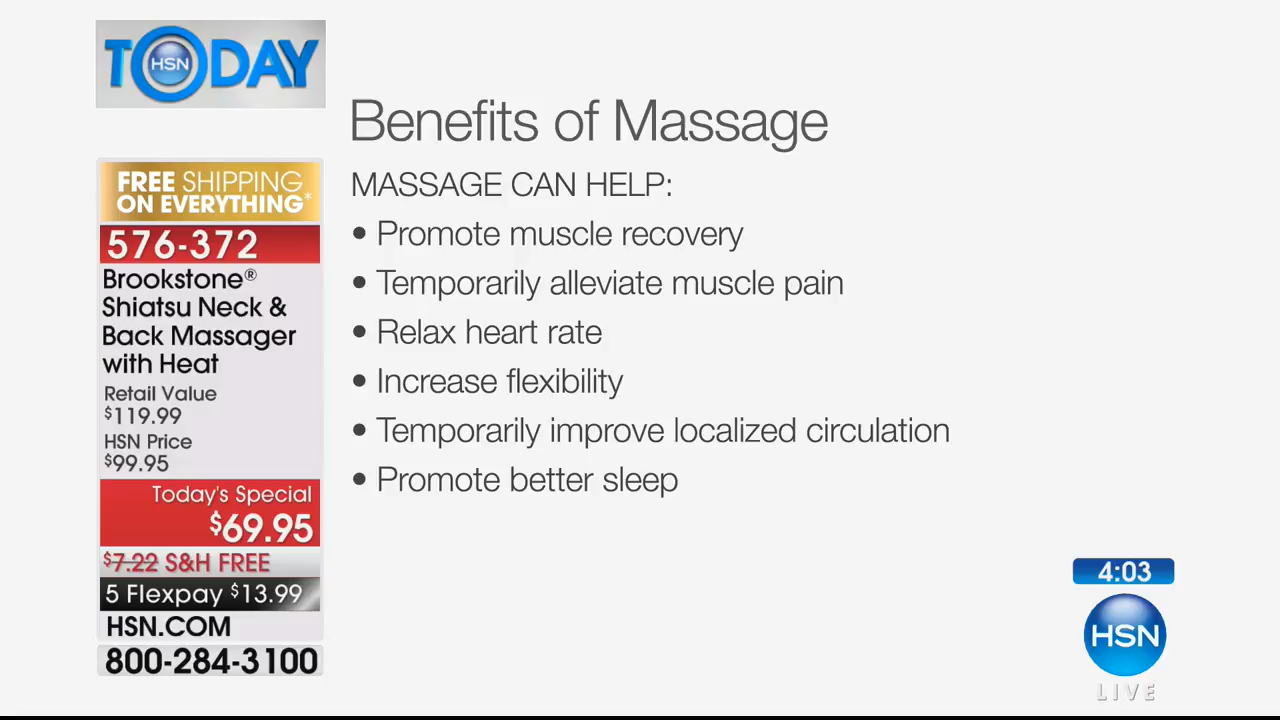 TODAY
HSN
FREE SHIPPING
ON EVERYTHING*
576-372
Brookstone®
Shiatsu Neck &
Back Massager
with Heat
Retail Value
$119.99
HSN Price
$99.95
Today's Special
$69.95
$7.22 S&H FREE
5 Flexpay $13.99
HSN.COM
800-284-3100
Benefits of Massage
MASSAGE CAN HELP:
• Promote muscle recovery
• Temporarily alleviate muscle pain
• Relax heart rate
• Increase flexibility
• Temporarily improve localized circulation
• Promote better sleep
4:03
HSN
LIVE